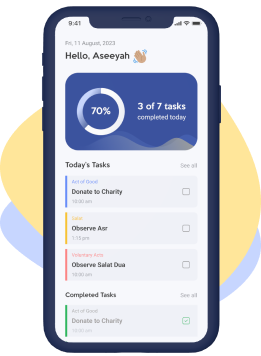 9:41
Fri, 11 August, 2023
Hello, Aseeyah
70%
3 of 7 tasks
completed today
Today's Tasks See all
Act of Good
Donate to Charity
10:00 am
Observe Asr
1:15 pm
Voluntary Acts
Observe Salat Dua
10:00 am
Completed Tasks See all
Act of Good
Donate to Charity
10:00 am